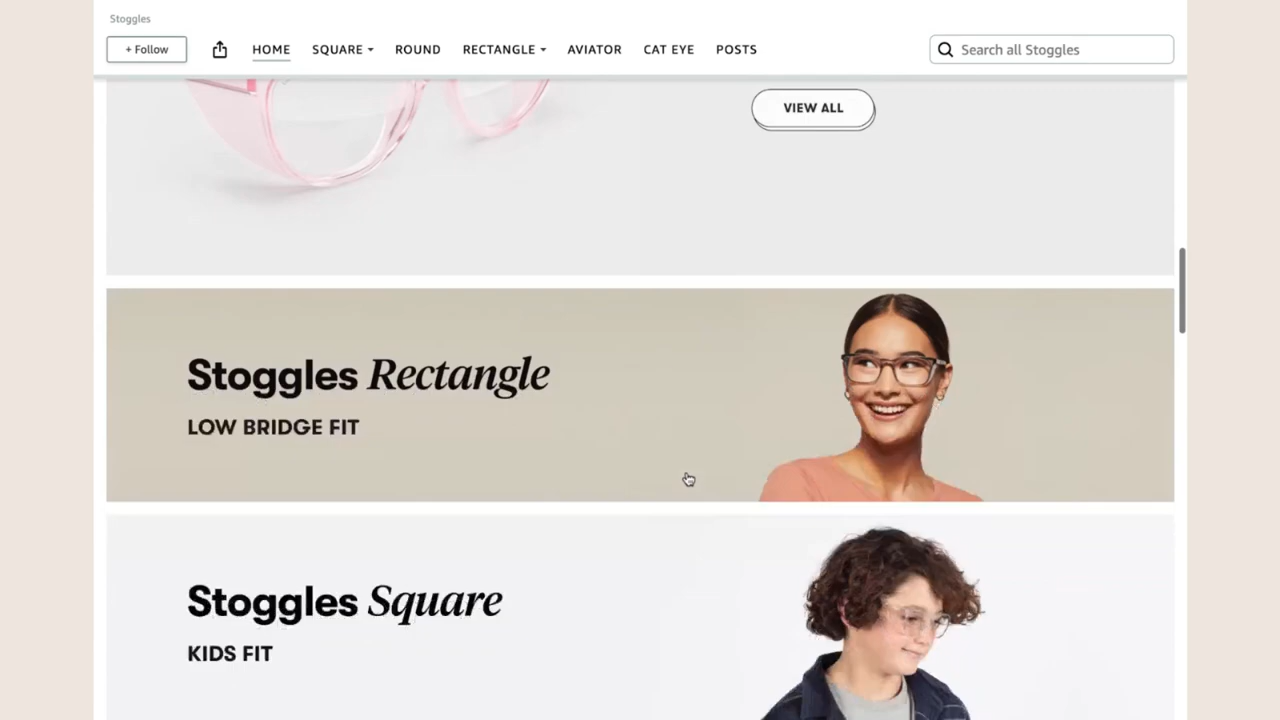 Stoggles
+ Follow
HOME
SQUARE
ROUND
RECTANGLE
AVIATOR
CAT EYE
POSTS
Search all Stoggles
VIEW ALL
Stoggles Rectangle
LOW BRIDGE FIT
Stoggles Square
KIDS FIT